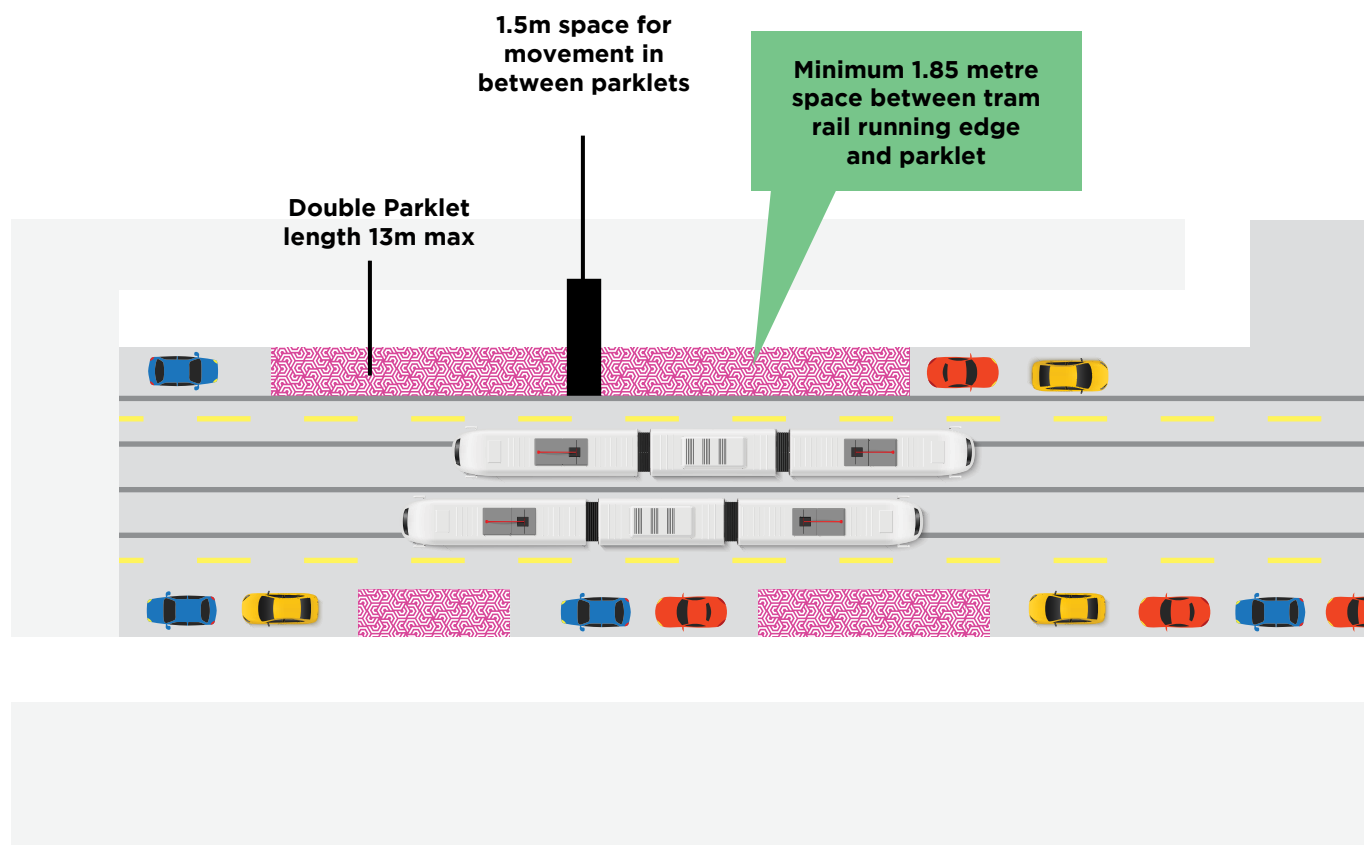 1.5m space for
movement in
between parklets
Minimum 1.85 metre
space between tram
rail running edge
and parklet
Double Parklet
length 13m max